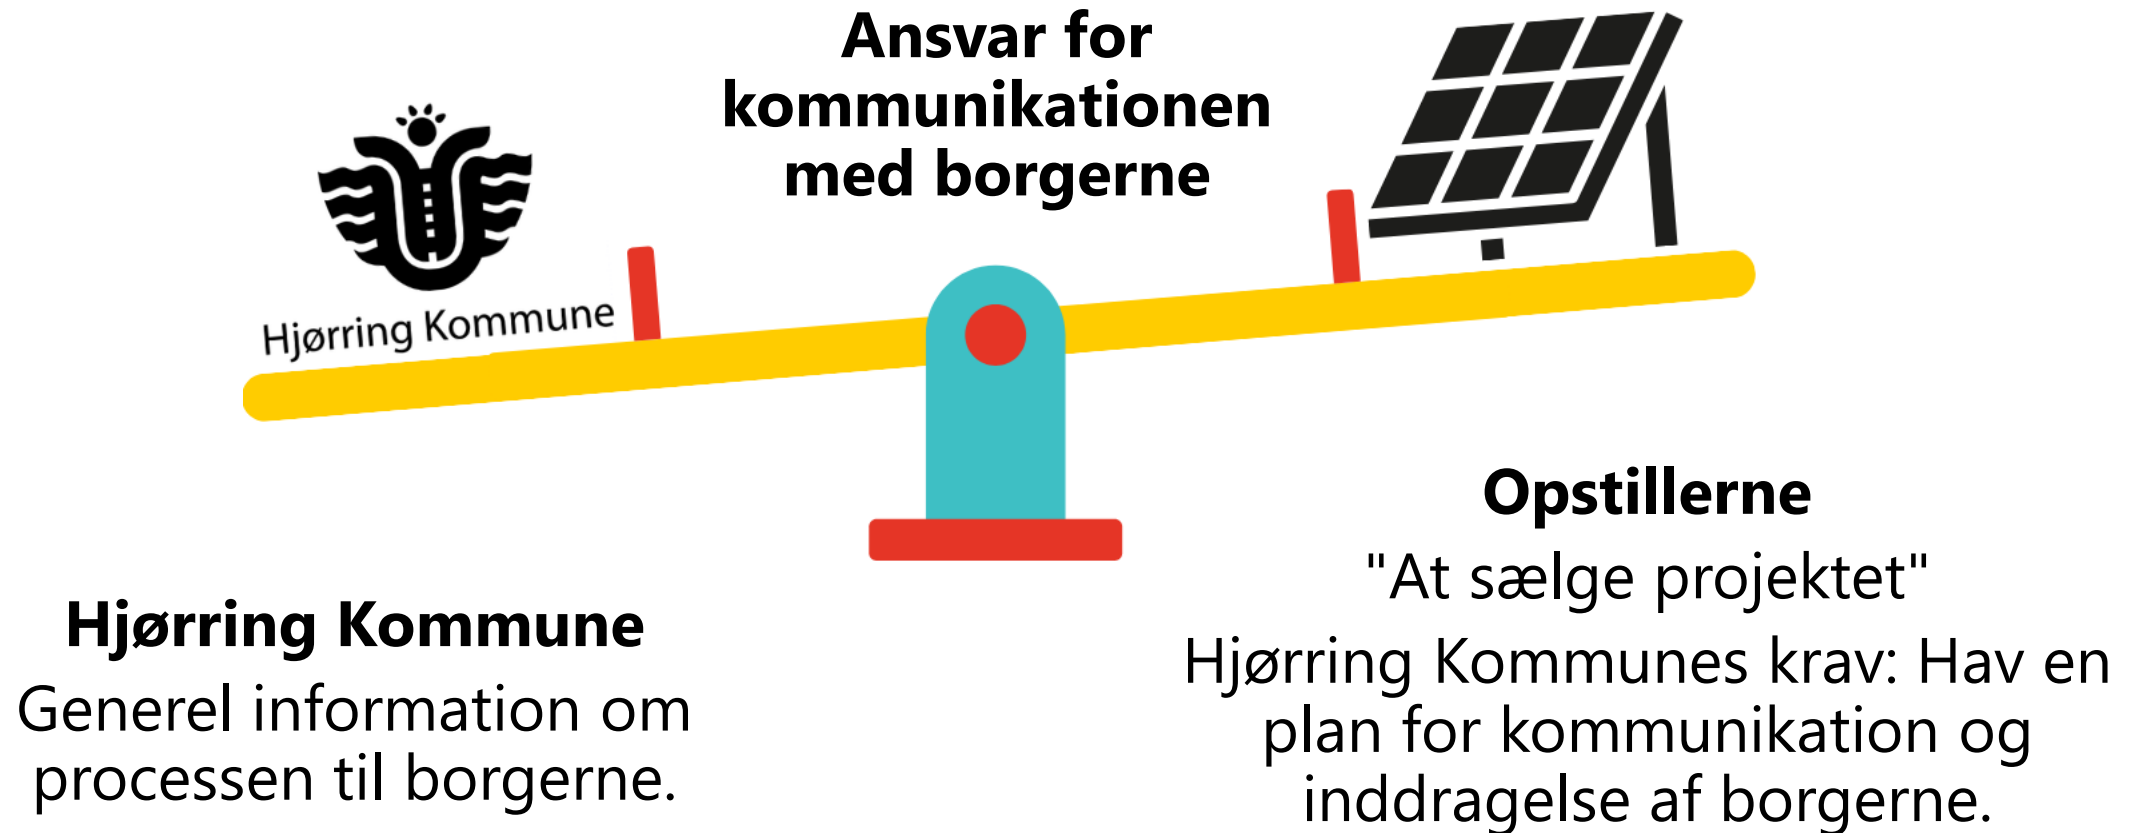 Ansvar for
kommunikationen
med borgerne
Hjørring Kommune
Hjørring Kommune
Generel information om
processen til borgerne.
Opstillerne
"At sælge projektet"
Hjørring Kommunes krav: Hav en
plan for kommunikation og
inddragelse af borgerne.